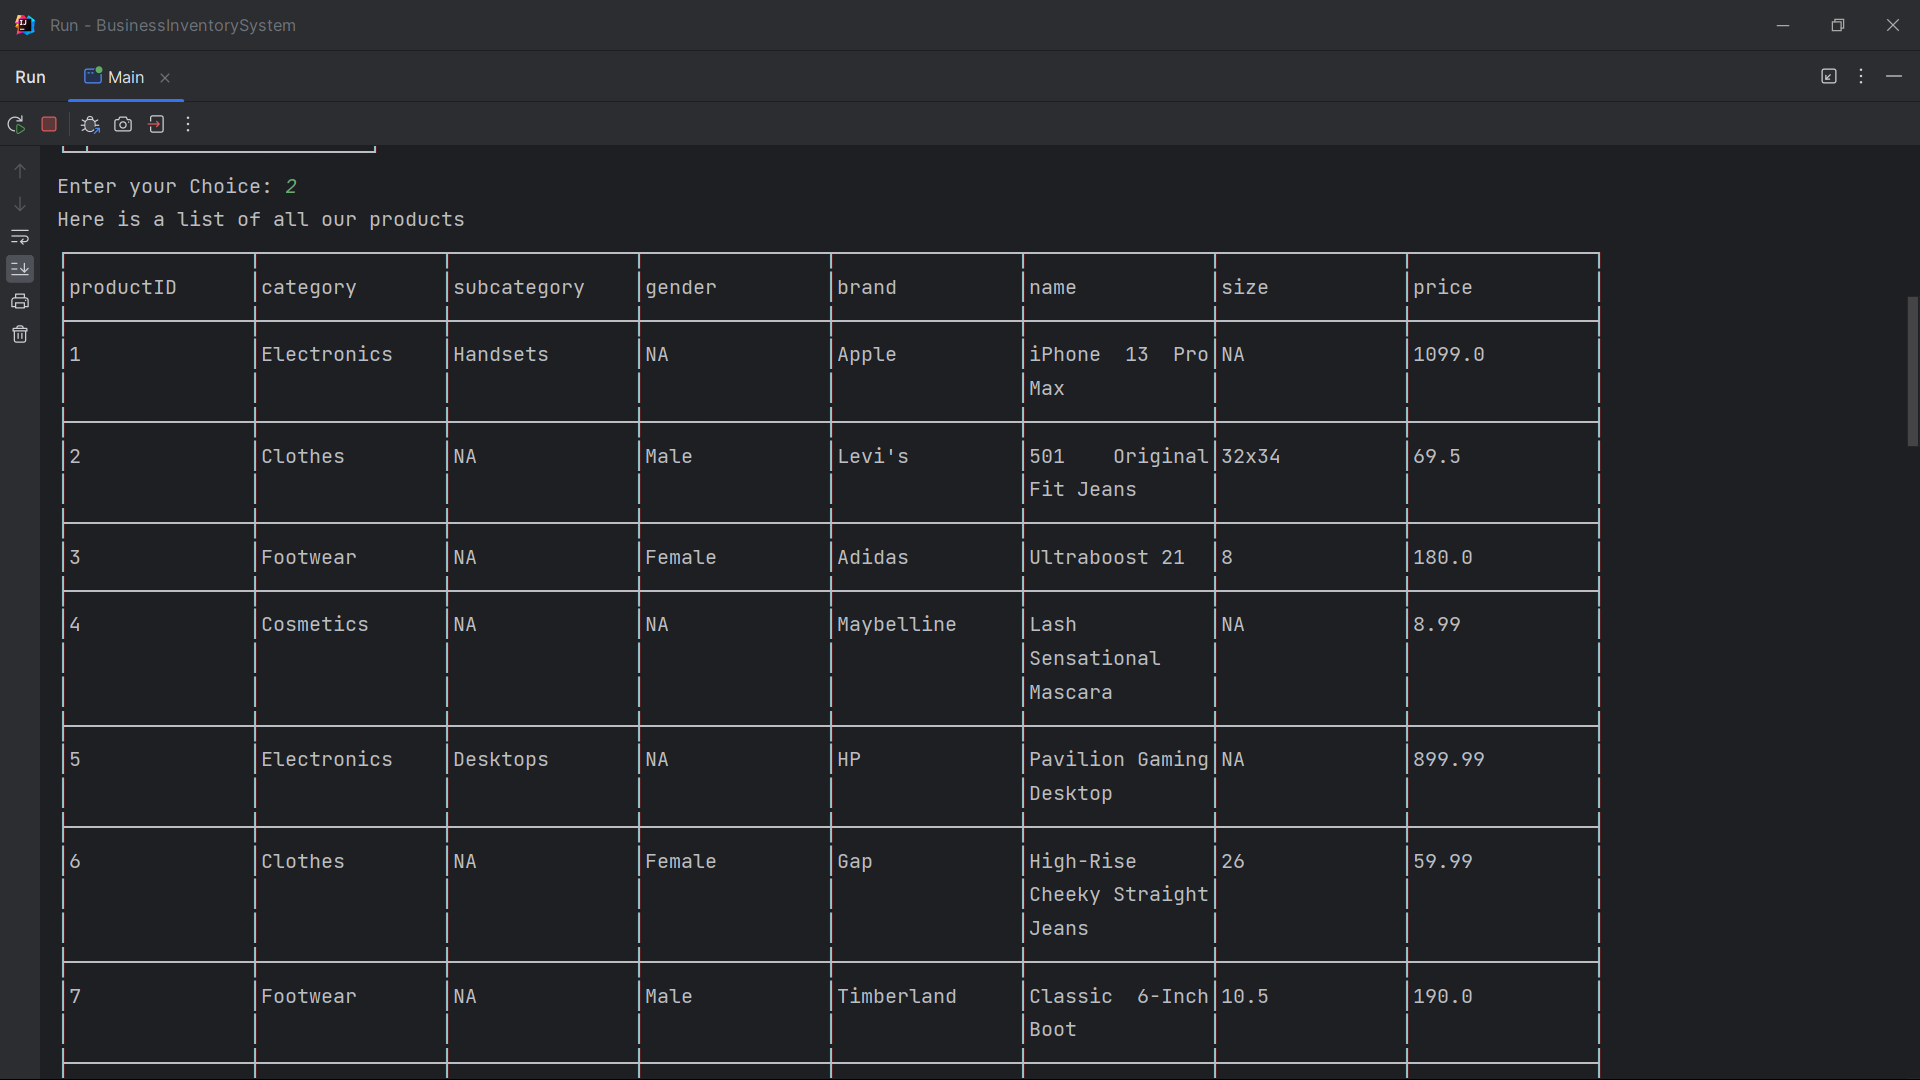 Run - BusinessInventorySystem
Run Main
Enter your Choice: 2
Here is a list of all our products
productID category subcategory gender brand name size price
1 Electronics Handsets NA Apple iPhone 13 Pro NA 1099.0
Max
2 Clothes NA Male Levi's 501 Original 32x34 69.5
Fit Jeans
3 Footwear NA Female Adidas Ultraboost 21 8 180.0
4 Cosmetics NA NA Maybelline Lash NA 8.99
Sensational
Mascara
5 Electronics Desktops NA HP Pavilion Gaming NA 899.99
Desktop
6 Clothes NA Female Gap High-Rise 26 59.99
Cheeky Straight
Jeans
7 Footwear NA Male Timberland Classic 6-Inch 10.5 190.0
Boot